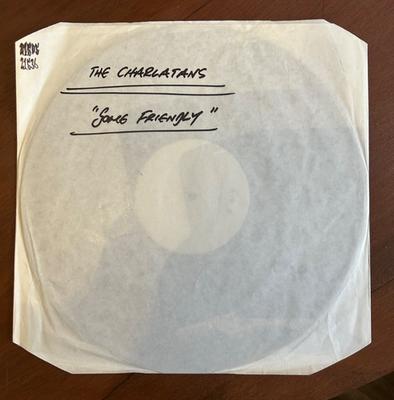 THE CHARLATANS
"SOME FRIENDLY"